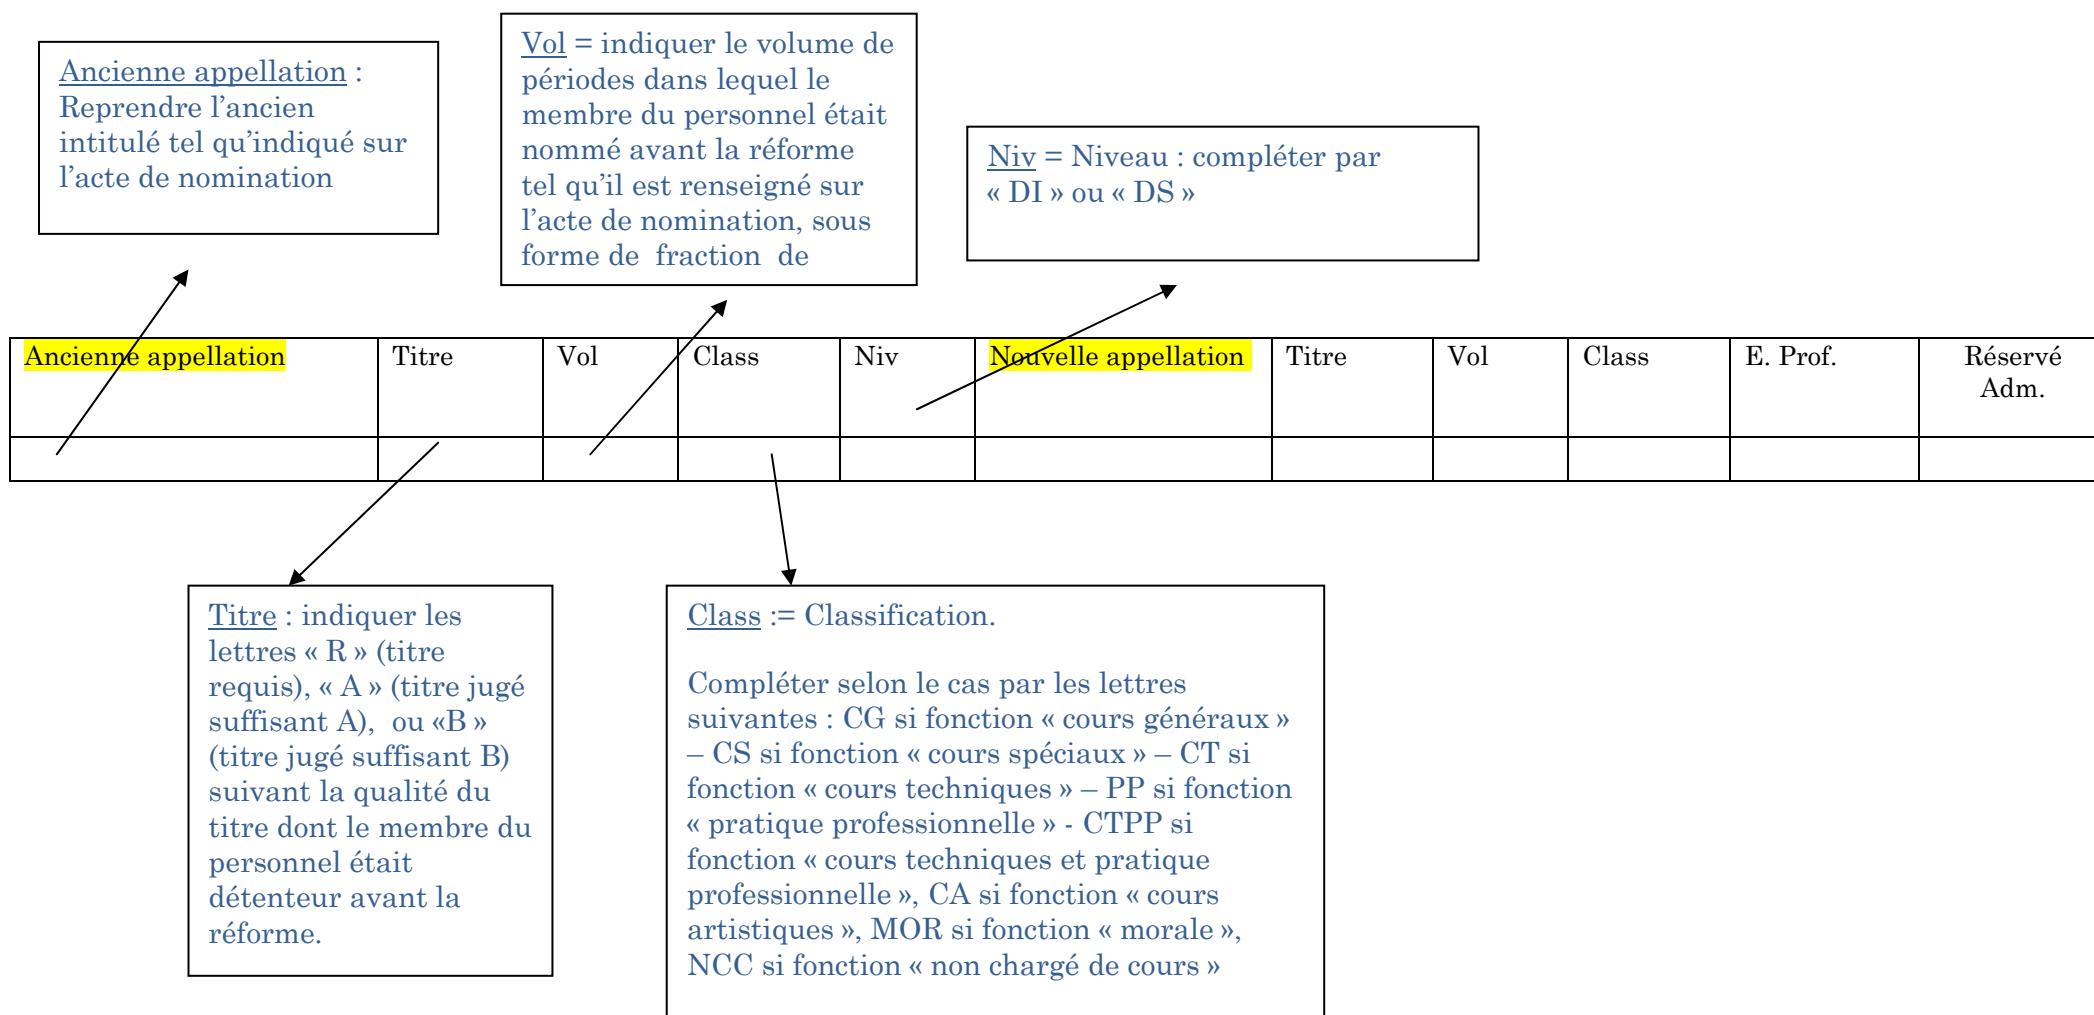 Ancienne appellation :
Reprendre l’ancien
intitulé tel qu’indiqué sur
l’acte de nomination
Vol = indiquer le volume de
périodes dans lequel le
membre du personnel était
nommé avant la réforme
tel qu’il est renseigné sur
l’acte de nomination, sous
forme de fraction de
Niv = Niveau : compléter par
« DI » ou « DS »
Ancienne appellation Titre Vol Class Niv Nouvelle appellation Titre Vol Class E. Prof. Réservé
Adm.
Titre : indiquer les
lettres « R » (titre
requis), « A » (titre jugé
suffisant A), ou «B »
(titre jugé suffisant B)
suivant la qualité du
titre dont le membre du
personnel était
détenteur avant la
réforme.
Class := Classification.
Compléter selon le cas par les lettres
suivantes : CG si fonction « cours généraux »
– CS si fonction « cours spéciaux » – CT si
fonction « cours techniques » – PP si fonction
« pratique professionnelle » - CTPP si
fonction « cours techniques et pratique
professionnelle », CA si fonction « cours
artistiques », MOR si fonction « morale »,
NCC si fonction « non chargé de cours »